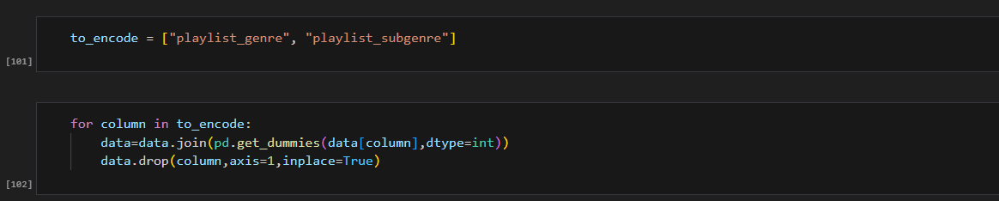 to_encode = ["playlist_genre", "playlist_subgenre"]
[101]
for column in to_encode:
    data=data.join(pd.get_dummies(data[column],dtype=int))
    data.drop(column,axis=1,inplace=True)
[102]